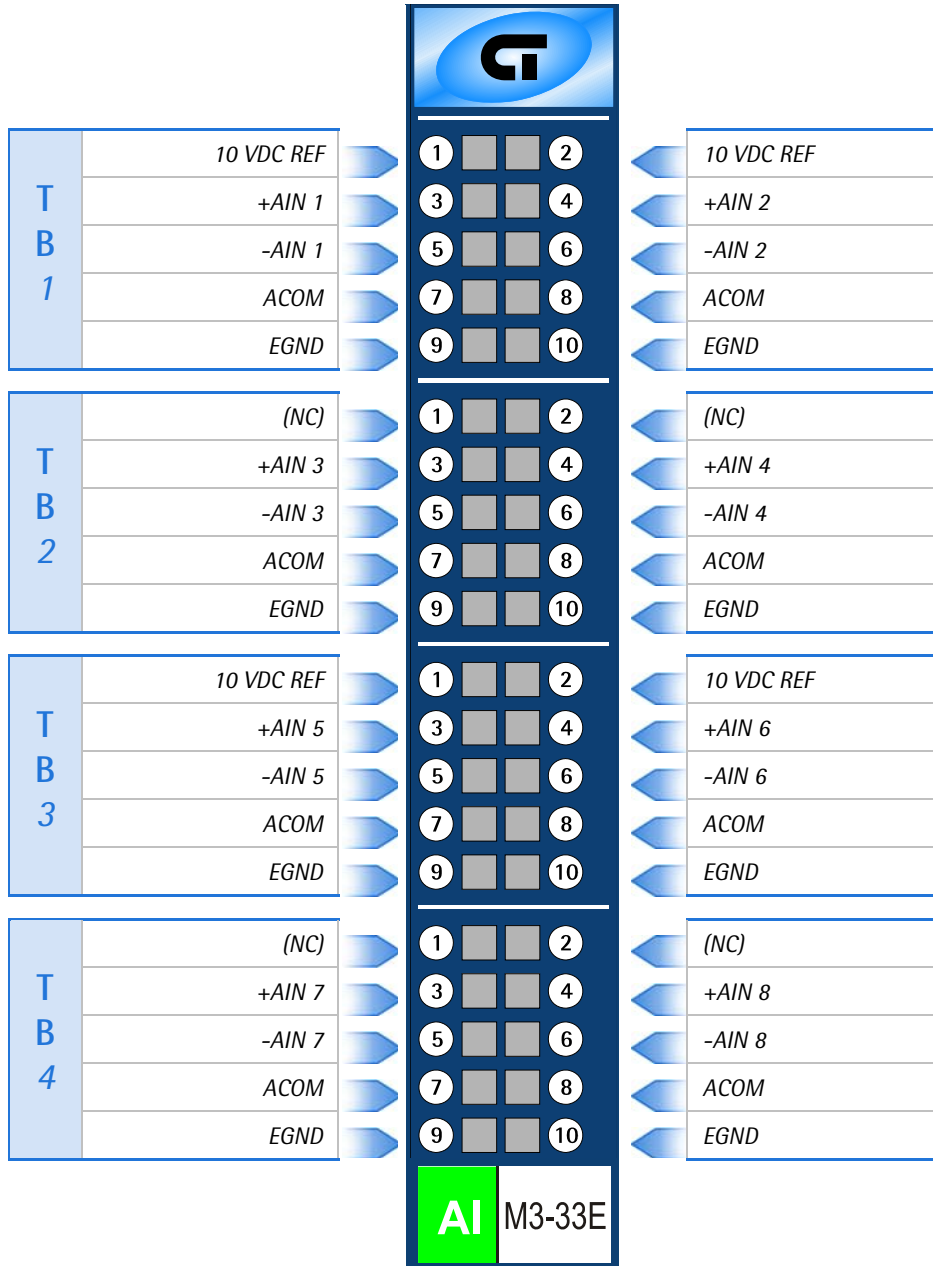 CT
TB1
10 VDC REF 1 2 10 VDC REF
+AIN 1 3 4 +AIN 2
-AIN 1 5 6 -AIN 2
ACOM 7 8 ACOM
EGND 9 10 EGND
TB2
(NC) 1 2 (NC)
+AIN 3 3 4 +AIN 4
-AIN 3 5 6 -AIN 4
ACOM 7 8 ACOM
EGND 9 10 EGND
TB3
10 VDC REF 1 2 10 VDC REF
+AIN 5 3 4 +AIN 6
-AIN 5 5 6 -AIN 6
ACOM 7 8 ACOM
EGND 9 10 EGND
TB4
(NC) 1 2 (NC)
+AIN 7 3 4 +AIN 8
-AIN 7 5 6 -AIN 8
ACOM 7 8 ACOM
EGND 9 10 EGND
AI M3-33E